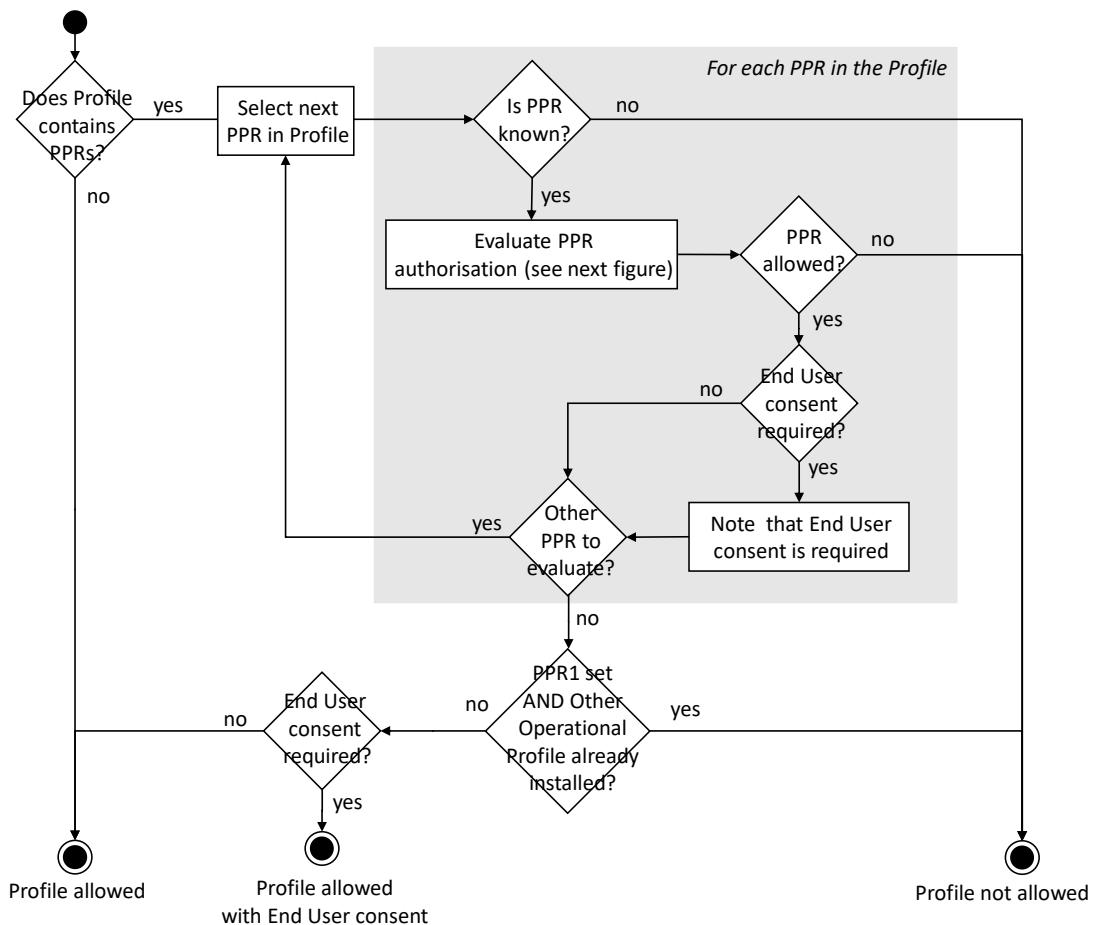 For each PPR in the Profile
Does Profile
contains
PPRs?
yes
no
Select next
PPR in Profile
Is PPR
known?
no
yes
Evaluate PPR
authorisation (see next figure)
PPR
allowed?
no
yes
End User
consent
required?
no
yes
Note that End User
consent is required
Other
PPR to
evaluate?
yes
no
PPR1 set
AND Other
Operational
Profile already
installed?
no
yes
End User
consent
required?
no
yes
Profile allowed
Profile allowed
with End User consent
Profile not allowed